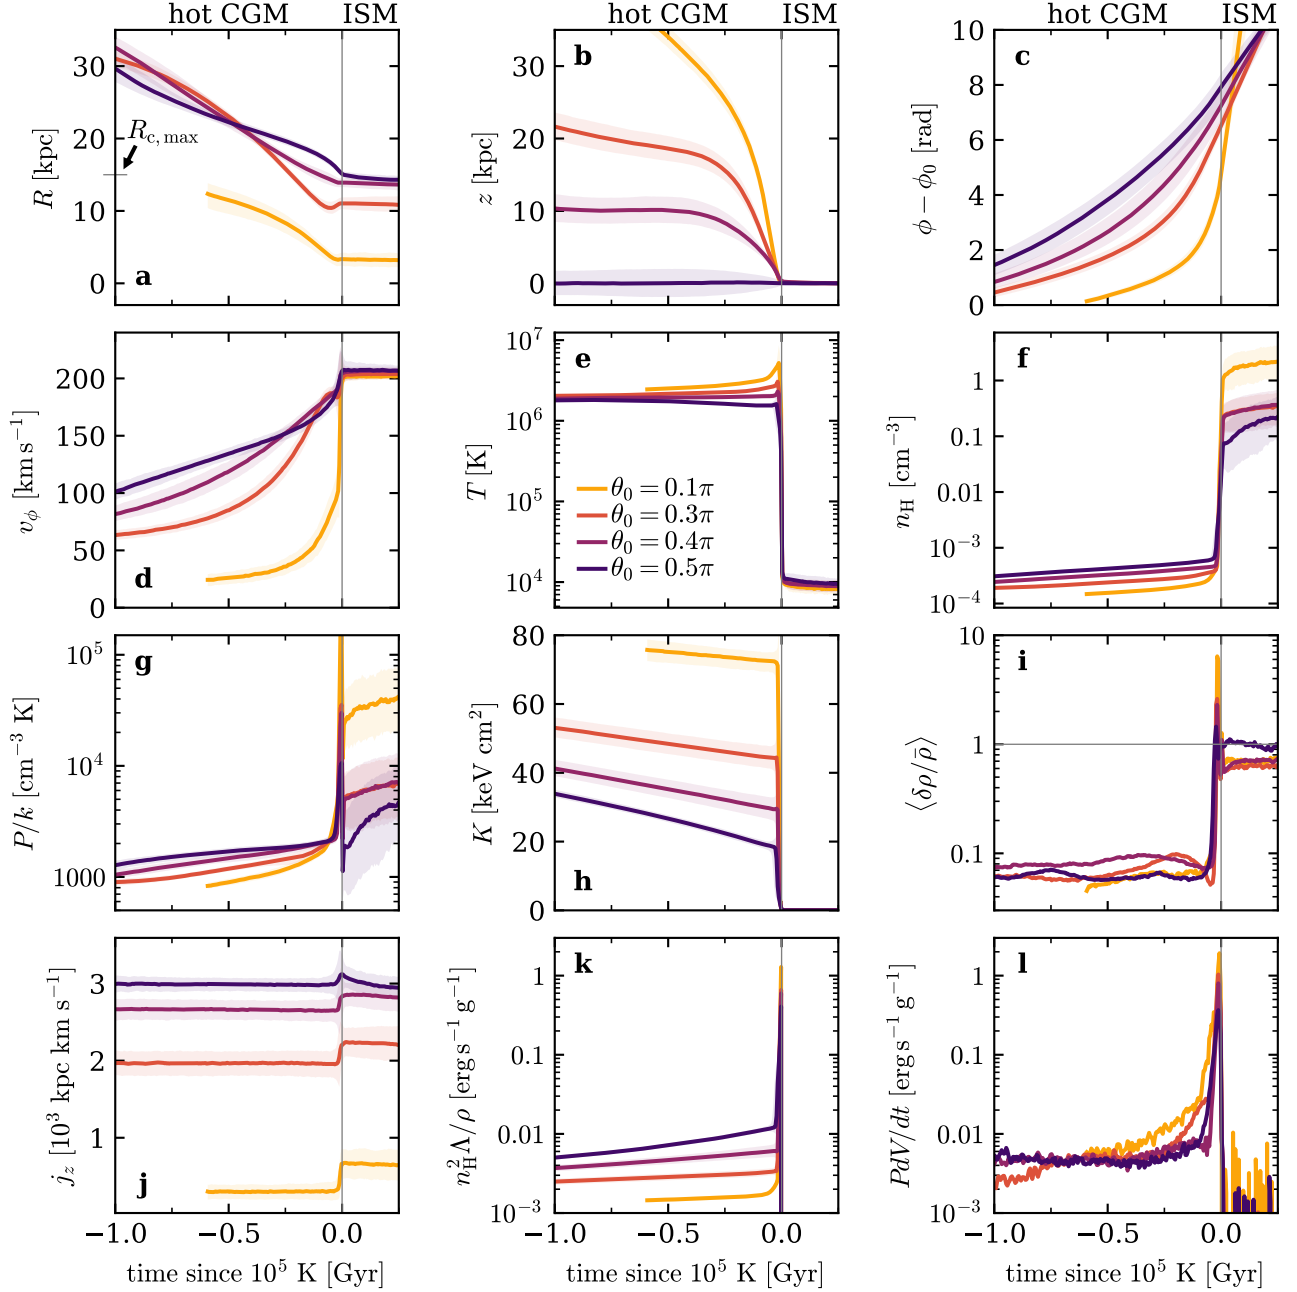 hot CGM ISM hot CGM ISM hot CGM ISM
30
20
10
0
R [kpc]
R_c, max
a
30
20
10
0
z [kpc]
b
10
8
6
4
2
0
ϕ − ϕ_0 [rad]
c
200
150
100
50
0
v_ϕ [km s^−1]
d
10^7
10^6
10^5
10^4
T [K]
e
θ_0 = 0.1π
θ_0 = 0.3π
θ_0 = 0.4π
θ_0 = 0.5π
1
0.1
0.01
10^−3
10^−4
n_H [cm^−3]
f
10^5
10^4
1000
P/k [cm^−3 K]
g
80
60
40
20
0
K [keV cm^2]
h
10
1
0.1
⟨δρ/ρ̄⟩
i
3
2
1
j_z [10^3 kpc km s^−1]
j
−1.0 −0.5 0.0
time since 10^5 K [Gyr]
1
0.1
0.01
10^−3
n_H^2 Λ/ρ [erg s^−1 g^−1]
k
−1.0 −0.5 0.0
time since 10^5 K [Gyr]
1
0.1
0.01
10^−3
PdV/dt [erg s^−1 g^−1]
l
−1.0 −0.5 0.0
time since 10^5 K [Gyr]